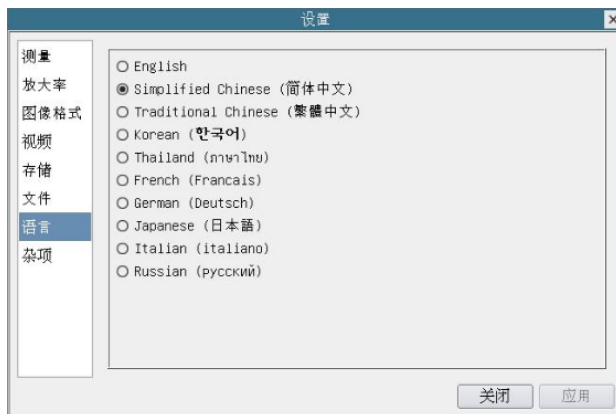 设置
测量
放大率
图像格式
视频
存储
文件
语言
杂项
English
Simplified Chinese (简体中文)
Traditional Chinese (繁體中文)
Korean (한국어)
Thailand (ภาษาไทย)
French (Francais)
German (Deutsch)
Japanese (日本語)
Italian (italiano)
Russian (русский)
关闭
应用